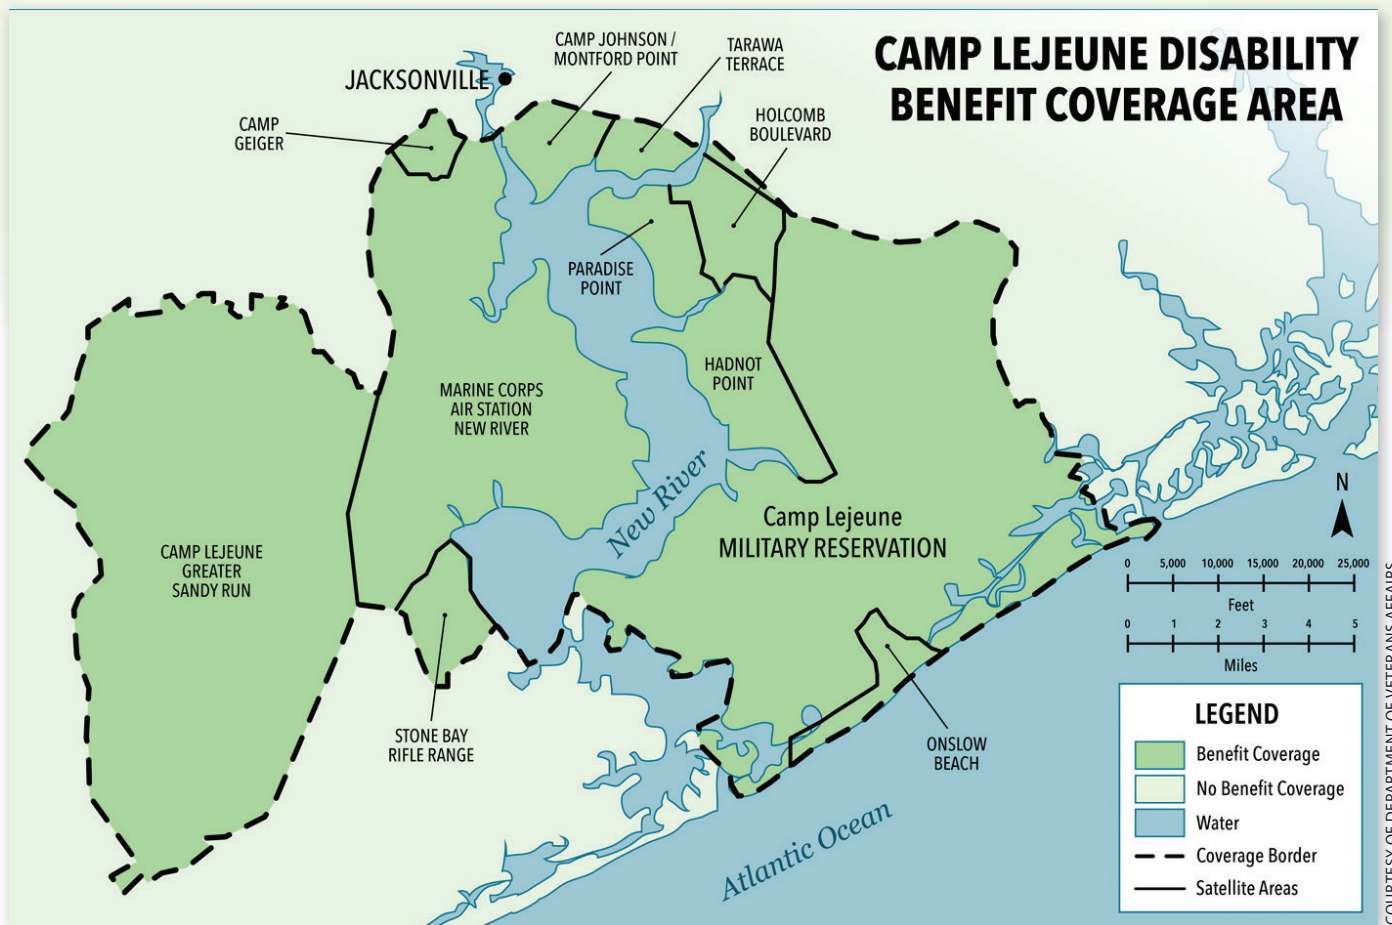 CAMP LEJEUNE DISABILITY
BENEFIT COVERAGE AREA
JACKSONVILLE
CAMP JOHNSON /
MONTFORD POINT
TARAWA
TERRACE
HOLCOMB
BOULEVARD
CAMP
GEIGER
PARADISE
POINT
HADNOT
POINT
MARINE CORPS
AIR STATION
NEW RIVER
New River
Camp Lejeune
MILITARY RESERVATION
CAMP LEJEUNE
GREATER
SANDY RUN
STONE BAY
RIFLE RANGE
ONSLOW
BEACH
Atlantic Ocean
N
0 5,000 10,000 15,000 20,000 25,000
Feet
0 1 2 3 4 5
Miles
LEGEND
Benefit Coverage
No Benefit Coverage
Water
Coverage Border
Satellite Areas
COURTESY OF DEPARTMENT OF VETERANS AFFAIRS